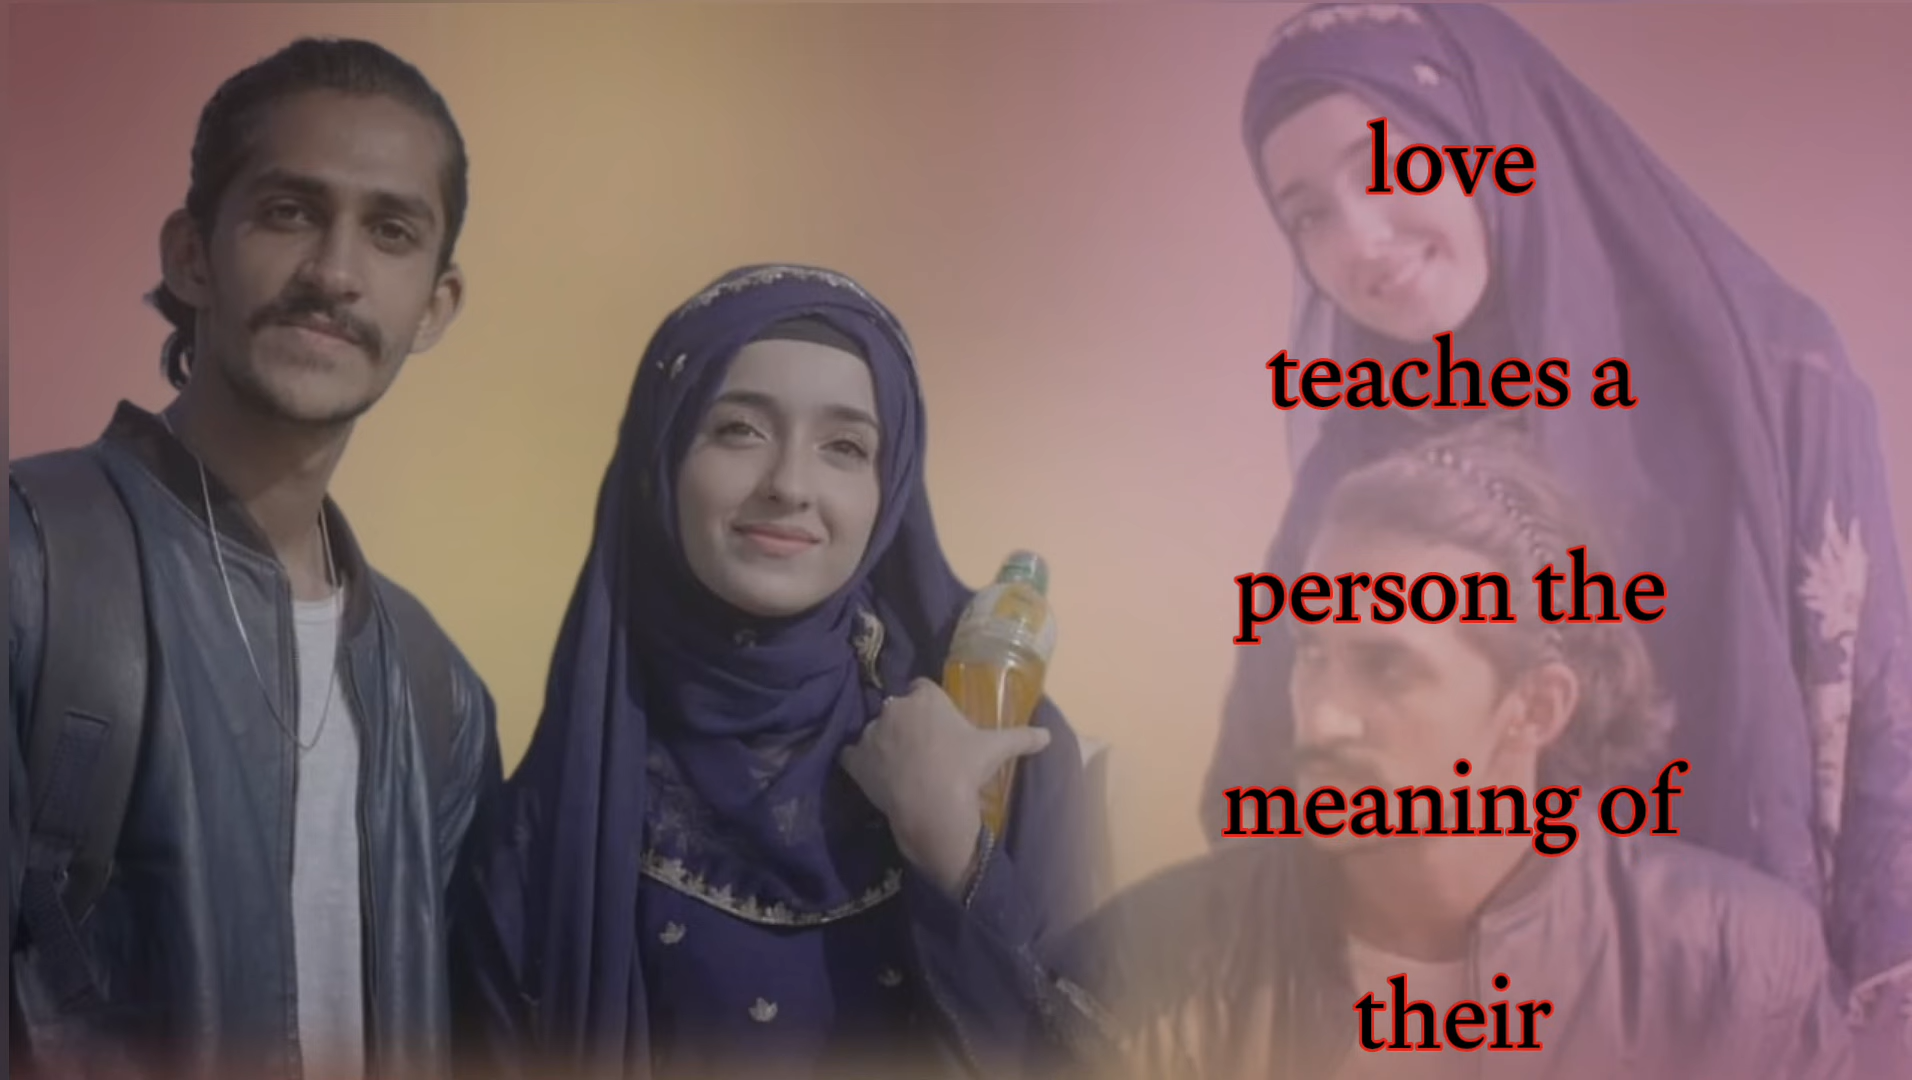 love
teaches a
person the
meaning of
their